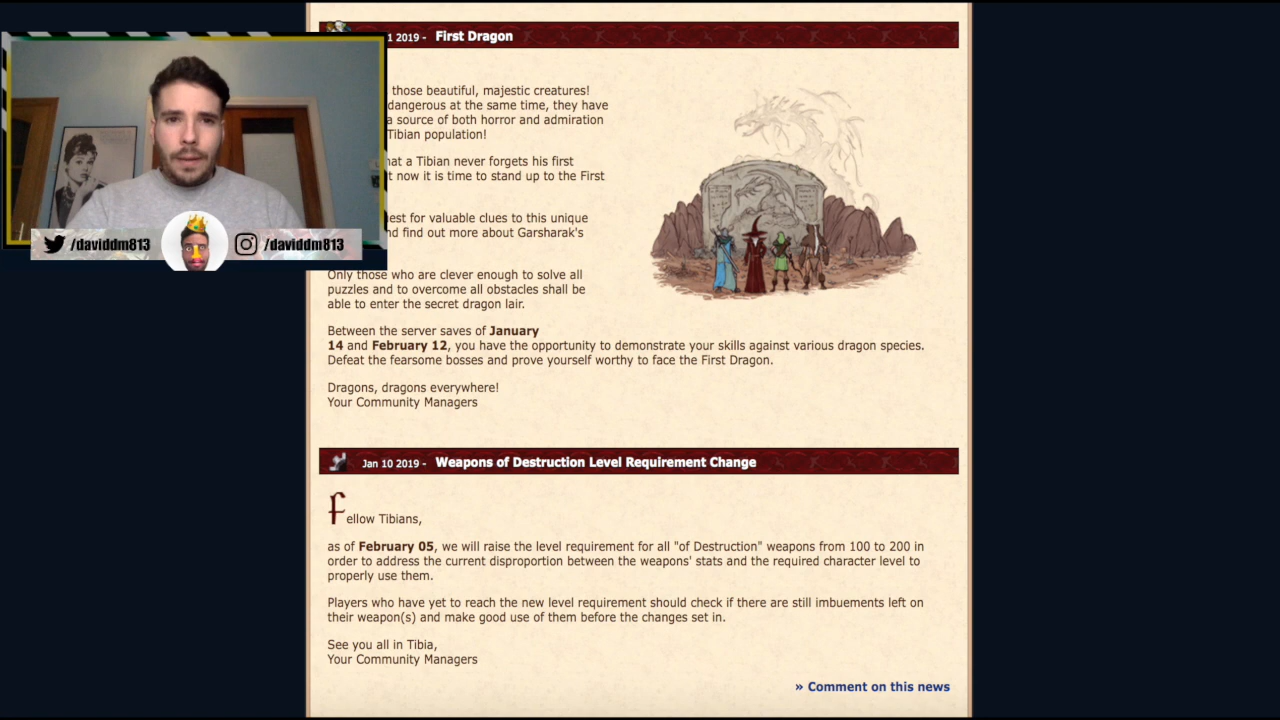 1 2019 - First Dragon
those beautiful, majestic creatures!
dangerous at the same time, they have
a source of both horror and admiration
Tibian population!
hat a Tibian never forgets his first
t now it is time to stand up to the First
est for valuable clues to this unique
nd find out more about Garsharak's
/daviddm813 /daviddm813
Only those who are clever enough to solve all
puzzles and to overcome all obstacles shall be
able to enter the secret dragon lair.
Between the server saves of January
14 and February 12, you have the opportunity to demonstrate your skills against various dragon species.
Defeat the fearsome bosses and prove yourself worthy to face the First Dragon.
Dragons, dragons everywhere!
Your Community Managers
Jan 10 2019 - Weapons of Destruction Level Requirement Change
fellow Tibians,
as of February 05, we will raise the level requirement for all "of Destruction" weapons from 100 to 200 in
order to address the current disproportion between the weapons' stats and the required character level to
properly use them.
Players who have yet to reach the new level requirement should check if there are still imbuements left on
their weapon(s) and make good use of them before the changes set in.
See you all in Tibia,
Your Community Managers
» Comment on this news